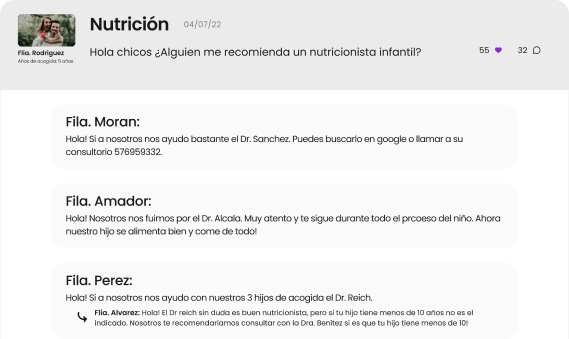 Nutrición 04/07/22
Flia. Rodriguez
Años de acogida: 5 años
Hola chicos ¿Alguien me recomienda un nutricionista infantil?
55 32
Fila. Moran:
Hola! Si a nosotros nos ayudo bastante el Dr. Sanchez. Puedes buscarlo en google o llamar a su
consultorio 576959332.
Fila. Amador:
Hola! Nosotros nos fuimos por el Dr. Alcala. Muy atento y te sigue durante todo el prcoeso del niño. Ahora
nuestro hijo se alimenta bien y come de todo!
Fila. Perez:
Hola! Si a nosotros nos ayudo con nuestros 3 hijos de acogida el Dr. Reich.
Flia. Alvarez: Hola! El Dr reich sin duda es buen nutricionista, pero si tu hijo tiene menos de 10 años no es el
indicado. Nosotros te recomendaríamos consultar con la Dra. Benitez si es que tu hijo tiene menos de 10!